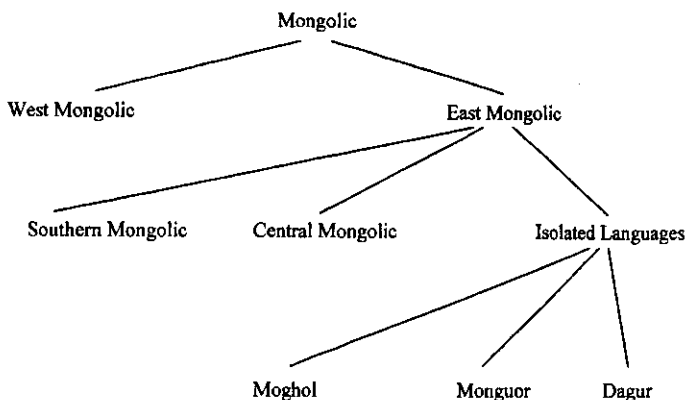 Mongolic
West Mongolic
East Mongolic
Southern Mongolic
Central Mongolic
Isolated Languages
Moghol
Monguor
Dagur